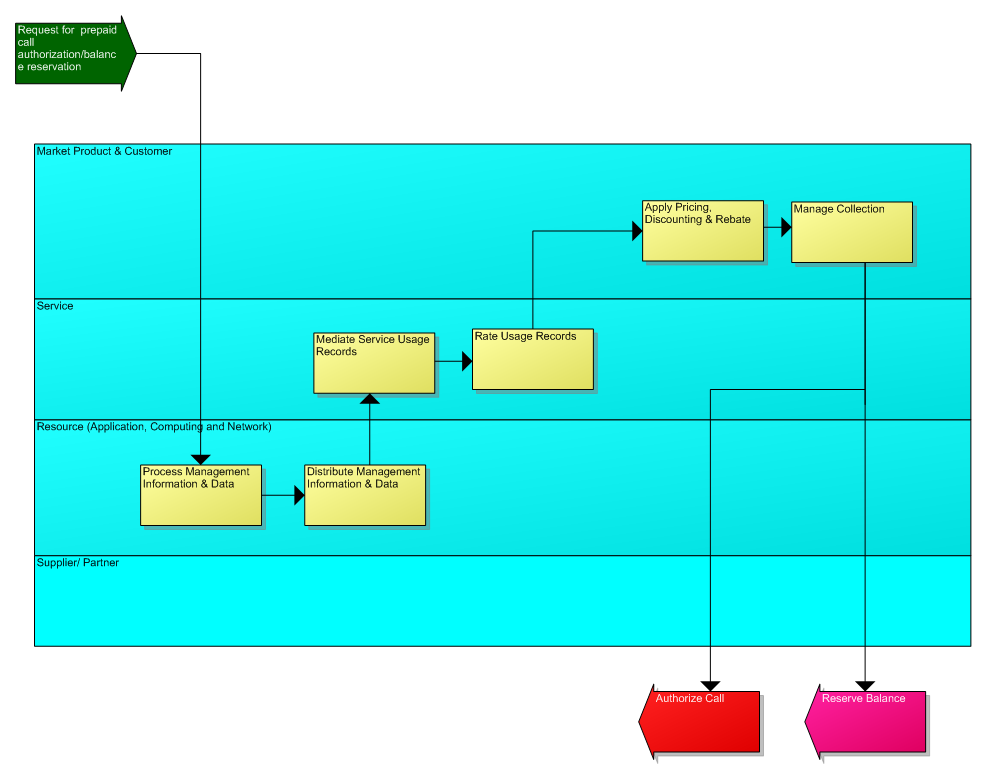 Request for  prepaid
call
authorization/balanc
e reservation
Market Product & Customer
Apply Pricing,
Discounting & Rebate
Manage Collection
Service
Mediate Service Usage
Records
Rate Usage Records
Resource (Application, Computing and Network)
Process Management
Information & Data
Distribute Management
Information & Data
Supplier/ Partner
Authorize Call
Reserve Balance